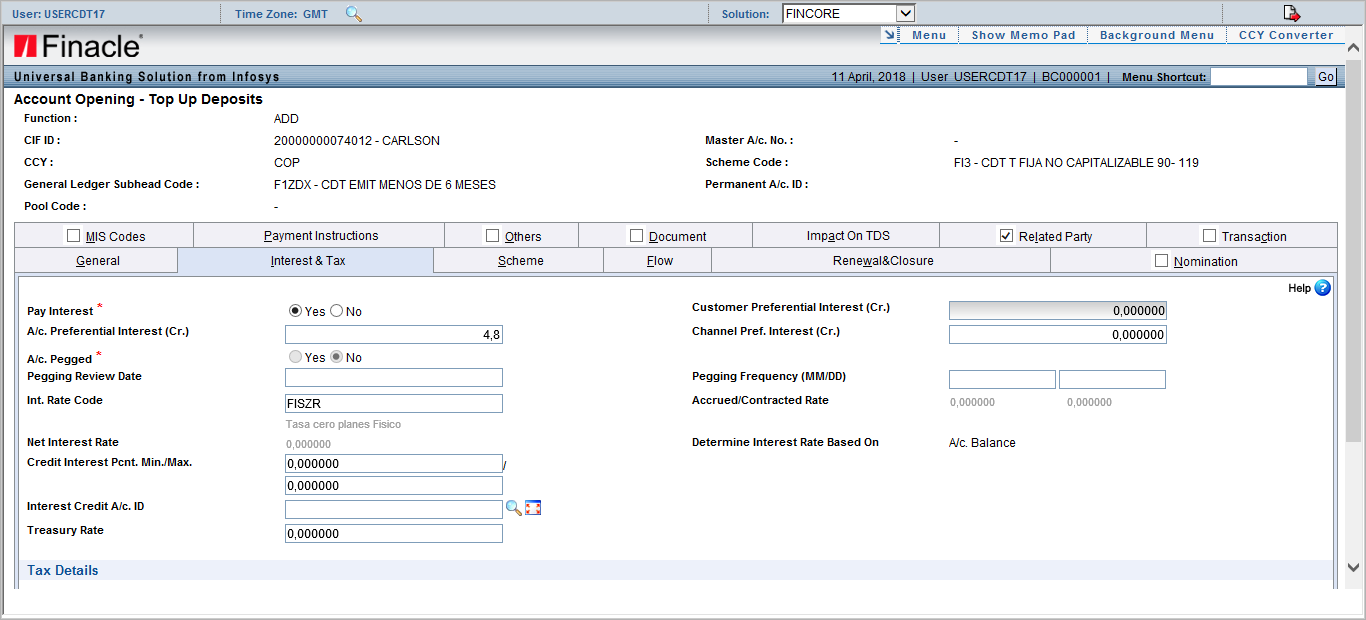 User: USERCDT17 Time Zone: GMT Solution: FINCORE
Finacle
Menu Show Memo Pad Background Menu CCY Converter
Universal Banking Solution from Infosys 11 April, 2018 | User USERCDT17 | BC000001 | Menu Shortcut: Go
Account Opening - Top Up Deposits
Function : ADD
CIF ID : 20000000074012 - CARLSON Master A/c. No. : -
CCY : COP Scheme Code : FI3 - CDT T FIJA NO CAPITALIZABLE 90- 119
General Ledger Subhead Code : F1ZDX - CDT EMIT MENOS DE 6 MESES Permanent A/c. ID :
Pool Code : -
MIS Codes Payment Instructions Others Document Impact On TDS Related Party Transaction
General Interest & Tax Scheme Flow Renewal&Closure Nomination
Help ?
Pay Interest * Yes No Customer Preferential Interest (Cr.) 0,000000
A/c. Preferential Interest (Cr.) 4,8 Channel Pref. Interest (Cr.) 0,000000
A/c. Pegged * Yes No
Pegging Review Date Pegging Frequency (MM/DD)
Int. Rate Code FISZR Accrued/Contracted Rate 0,000000 0,000000
Tasa cero planes Fisico
Net Interest Rate 0,000000 Determine Interest Rate Based On A/c. Balance
Credit Interest Pcnt. Min./Max. 0,000000 /
0,000000
Interest Credit A/c. ID
Treasury Rate 0,000000
Tax Details